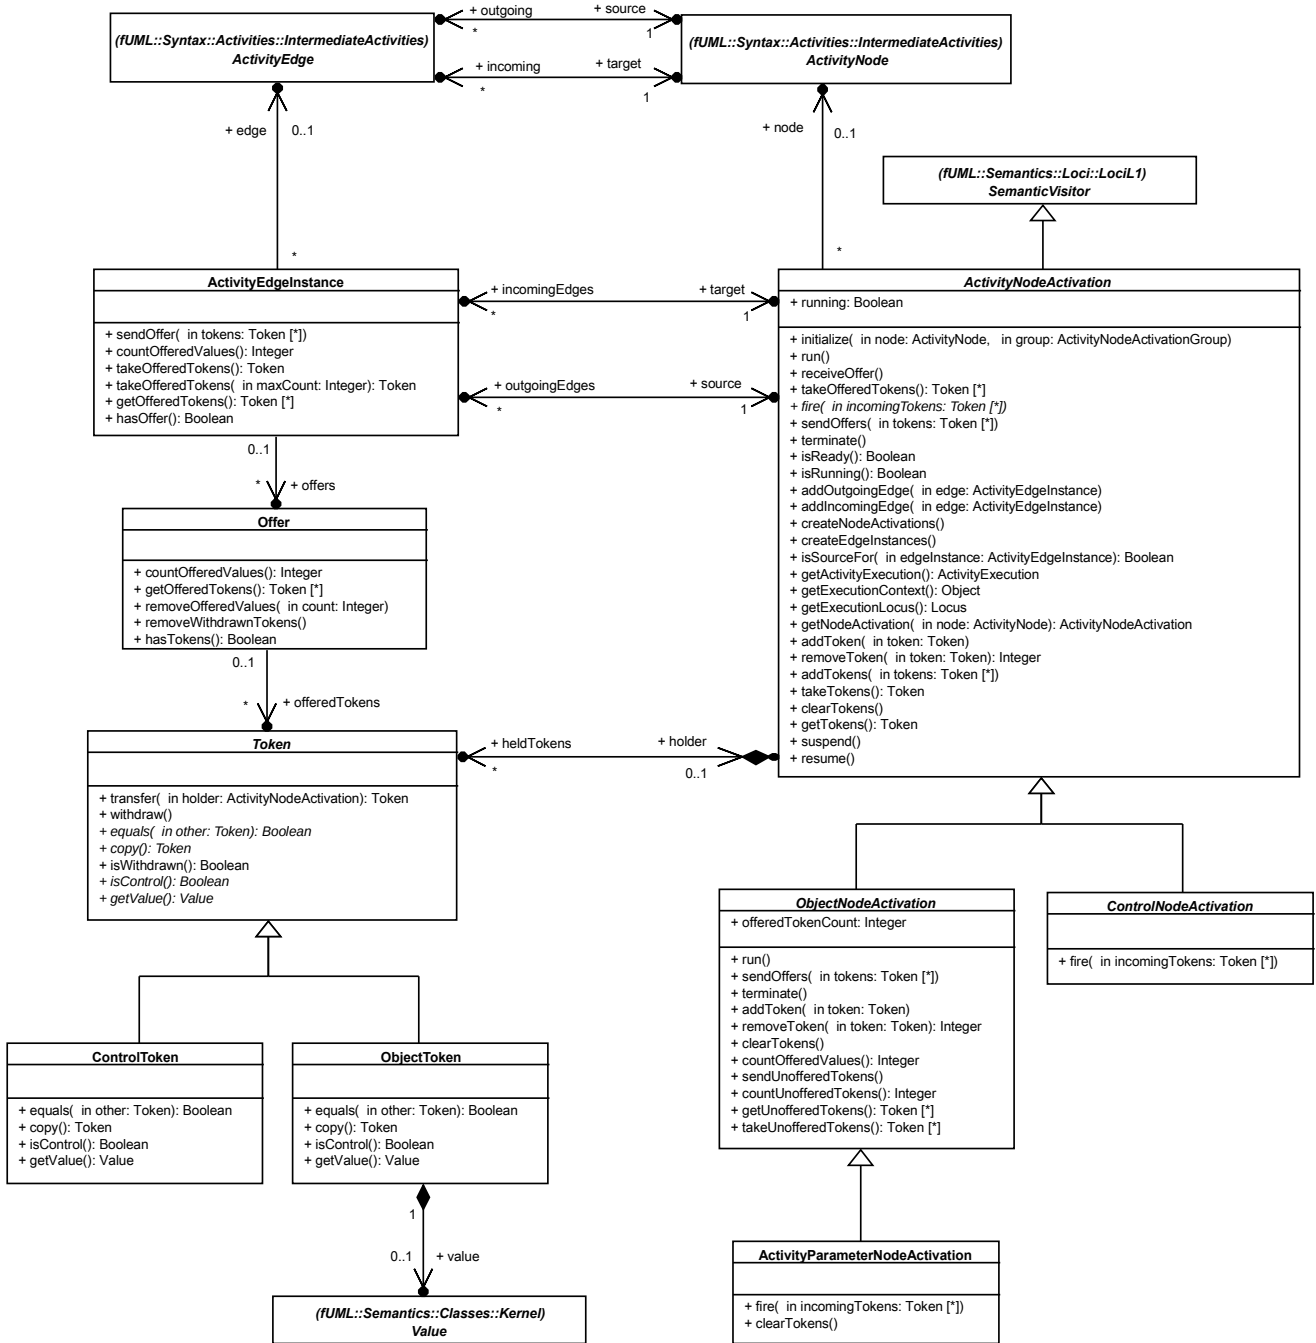 + outgoing
+ source
*
1
(fUML::Syntax::Activities::IntermediateActivities)
ActivityEdge
(fUML::Syntax::Activities::IntermediateActivities)
ActivityNode
+ incoming
+ target
*
1
+ edge
0..1
+ node
0..1
(fUML::Semantics::Loci::LociL1)
SemanticVisitor
*
*
ActivityEdgeInstance
+ sendOffer(  in tokens: Token [*])
+ countOfferedValues(): Integer
+ takeOfferedTokens(): Token
+ takeOfferedTokens(  in maxCount: Integer): Token
+ getOfferedTokens(): Token [*]
+ hasOffer(): Boolean
+ incomingEdges
+ target
*
1
+ outgoingEdges
+ source
*
1
ActivityNodeActivation
+ running: Boolean
+ initialize(  in node: ActivityNode,   in group: ActivityNodeActivationGroup)
+ run()
+ receiveOffer()
+ takeOfferedTokens(): Token [*]
+ fire(  in incomingTokens: Token [*])
+ sendOffers(  in tokens: Token [*])
+ terminate()
+ isReady(): Boolean
+ isRunning(): Boolean
+ addOutgoingEdge(  in edge: ActivityEdgeInstance)
+ addIncomingEdge(  in edge: ActivityEdgeInstance)
+ createNodeActivations()
+ createEdgeInstances()
+ isSourceFor(  in edgeInstance: ActivityEdgeInstance): Boolean
+ getActivityExecution(): ActivityExecution
+ getExecutionContext(): Object
+ getExecutionLocus(): Locus
+ getNodeActivation(  in node: ActivityNode): ActivityNodeActivation
+ addToken(  in token: Token)
+ removeToken(  in token: Token): Integer
+ addTokens(  in tokens: Token [*])
+ takeTokens(): Token
+ clearTokens()
+ getTokens(): Token
+ suspend()
+ resume()
0..1
*
+ offers
Offer
+ countOfferedValues(): Integer
+ getOfferedTokens(): Token [*]
+ removeOfferedValues(  in count: Integer)
+ removeWithdrawnTokens()
+ hasTokens(): Boolean
0..1
*
+ offeredTokens
Token
+ transfer(  in holder: ActivityNodeActivation): Token
+ withdraw()
+ equals(  in other: Token): Boolean
+ copy(): Token
+ isWithdrawn(): Boolean
+ isControl(): Boolean
+ getValue(): Value
+ heldTokens
+ holder
*
0..1
ObjectNodeActivation
+ offeredTokenCount: Integer
+ run()
+ sendOffers(  in tokens: Token [*])
+ terminate()
+ addToken(  in token: Token)
+ removeToken(  in token: Token): Integer
+ clearTokens()
+ countOfferedValues(): Integer
+ sendUnofferedTokens()
+ countUnofferedTokens(): Integer
+ getUnofferedTokens(): Token [*]
+ takeUnofferedTokens(): Token [*]
ControlNodeActivation
+ fire(  in incomingTokens: Token [*])
ControlToken
+ equals(  in other: Token): Boolean
+ copy(): Token
+ isControl(): Boolean
+ getValue(): Value
ObjectToken
+ equals(  in other: Token): Boolean
+ copy(): Token
+ isControl(): Boolean
+ getValue(): Value
1
0..1
+ value
(fUML::Semantics::Classes::Kernel)
Value
ActivityParameterNodeActivation
+ fire(  in incomingTokens: Token [*])
+ clearTokens()